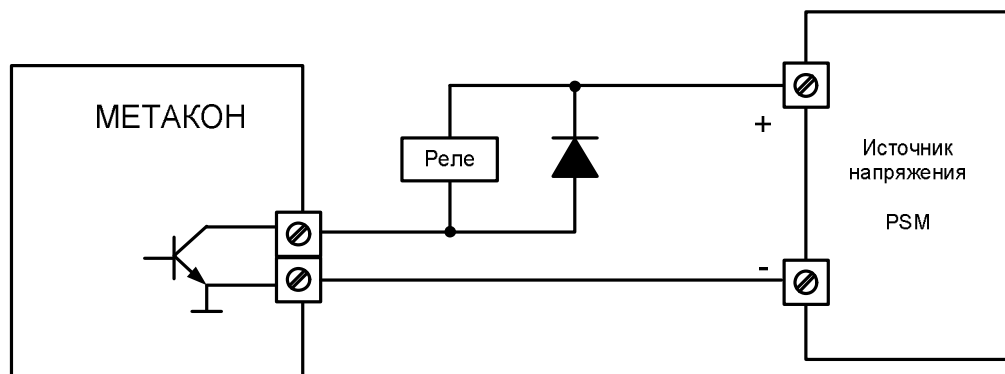 МЕТАКОН
Реле
+
Источник
напряжения
PSM
-